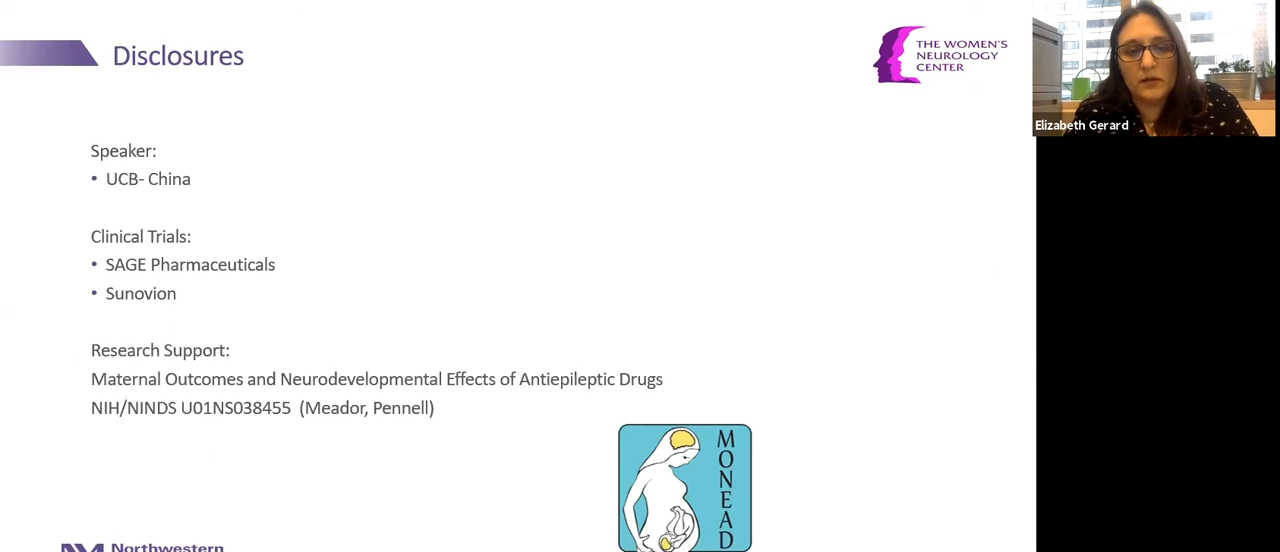 Disclosures
THE WOMEN'S
NEUROLOGY
CENTER
Elizabeth Gerard
Speaker:
• UCB- China
Clinical Trials:
• SAGE Pharmaceuticals
• Sunovion
Research Support:
Maternal Outcomes and Neurodevelopmental Effects of Antiepileptic Drugs
NIH/NINDS U01NS038455 (Meador, Pennell)
MONEAD
NM Northwestern